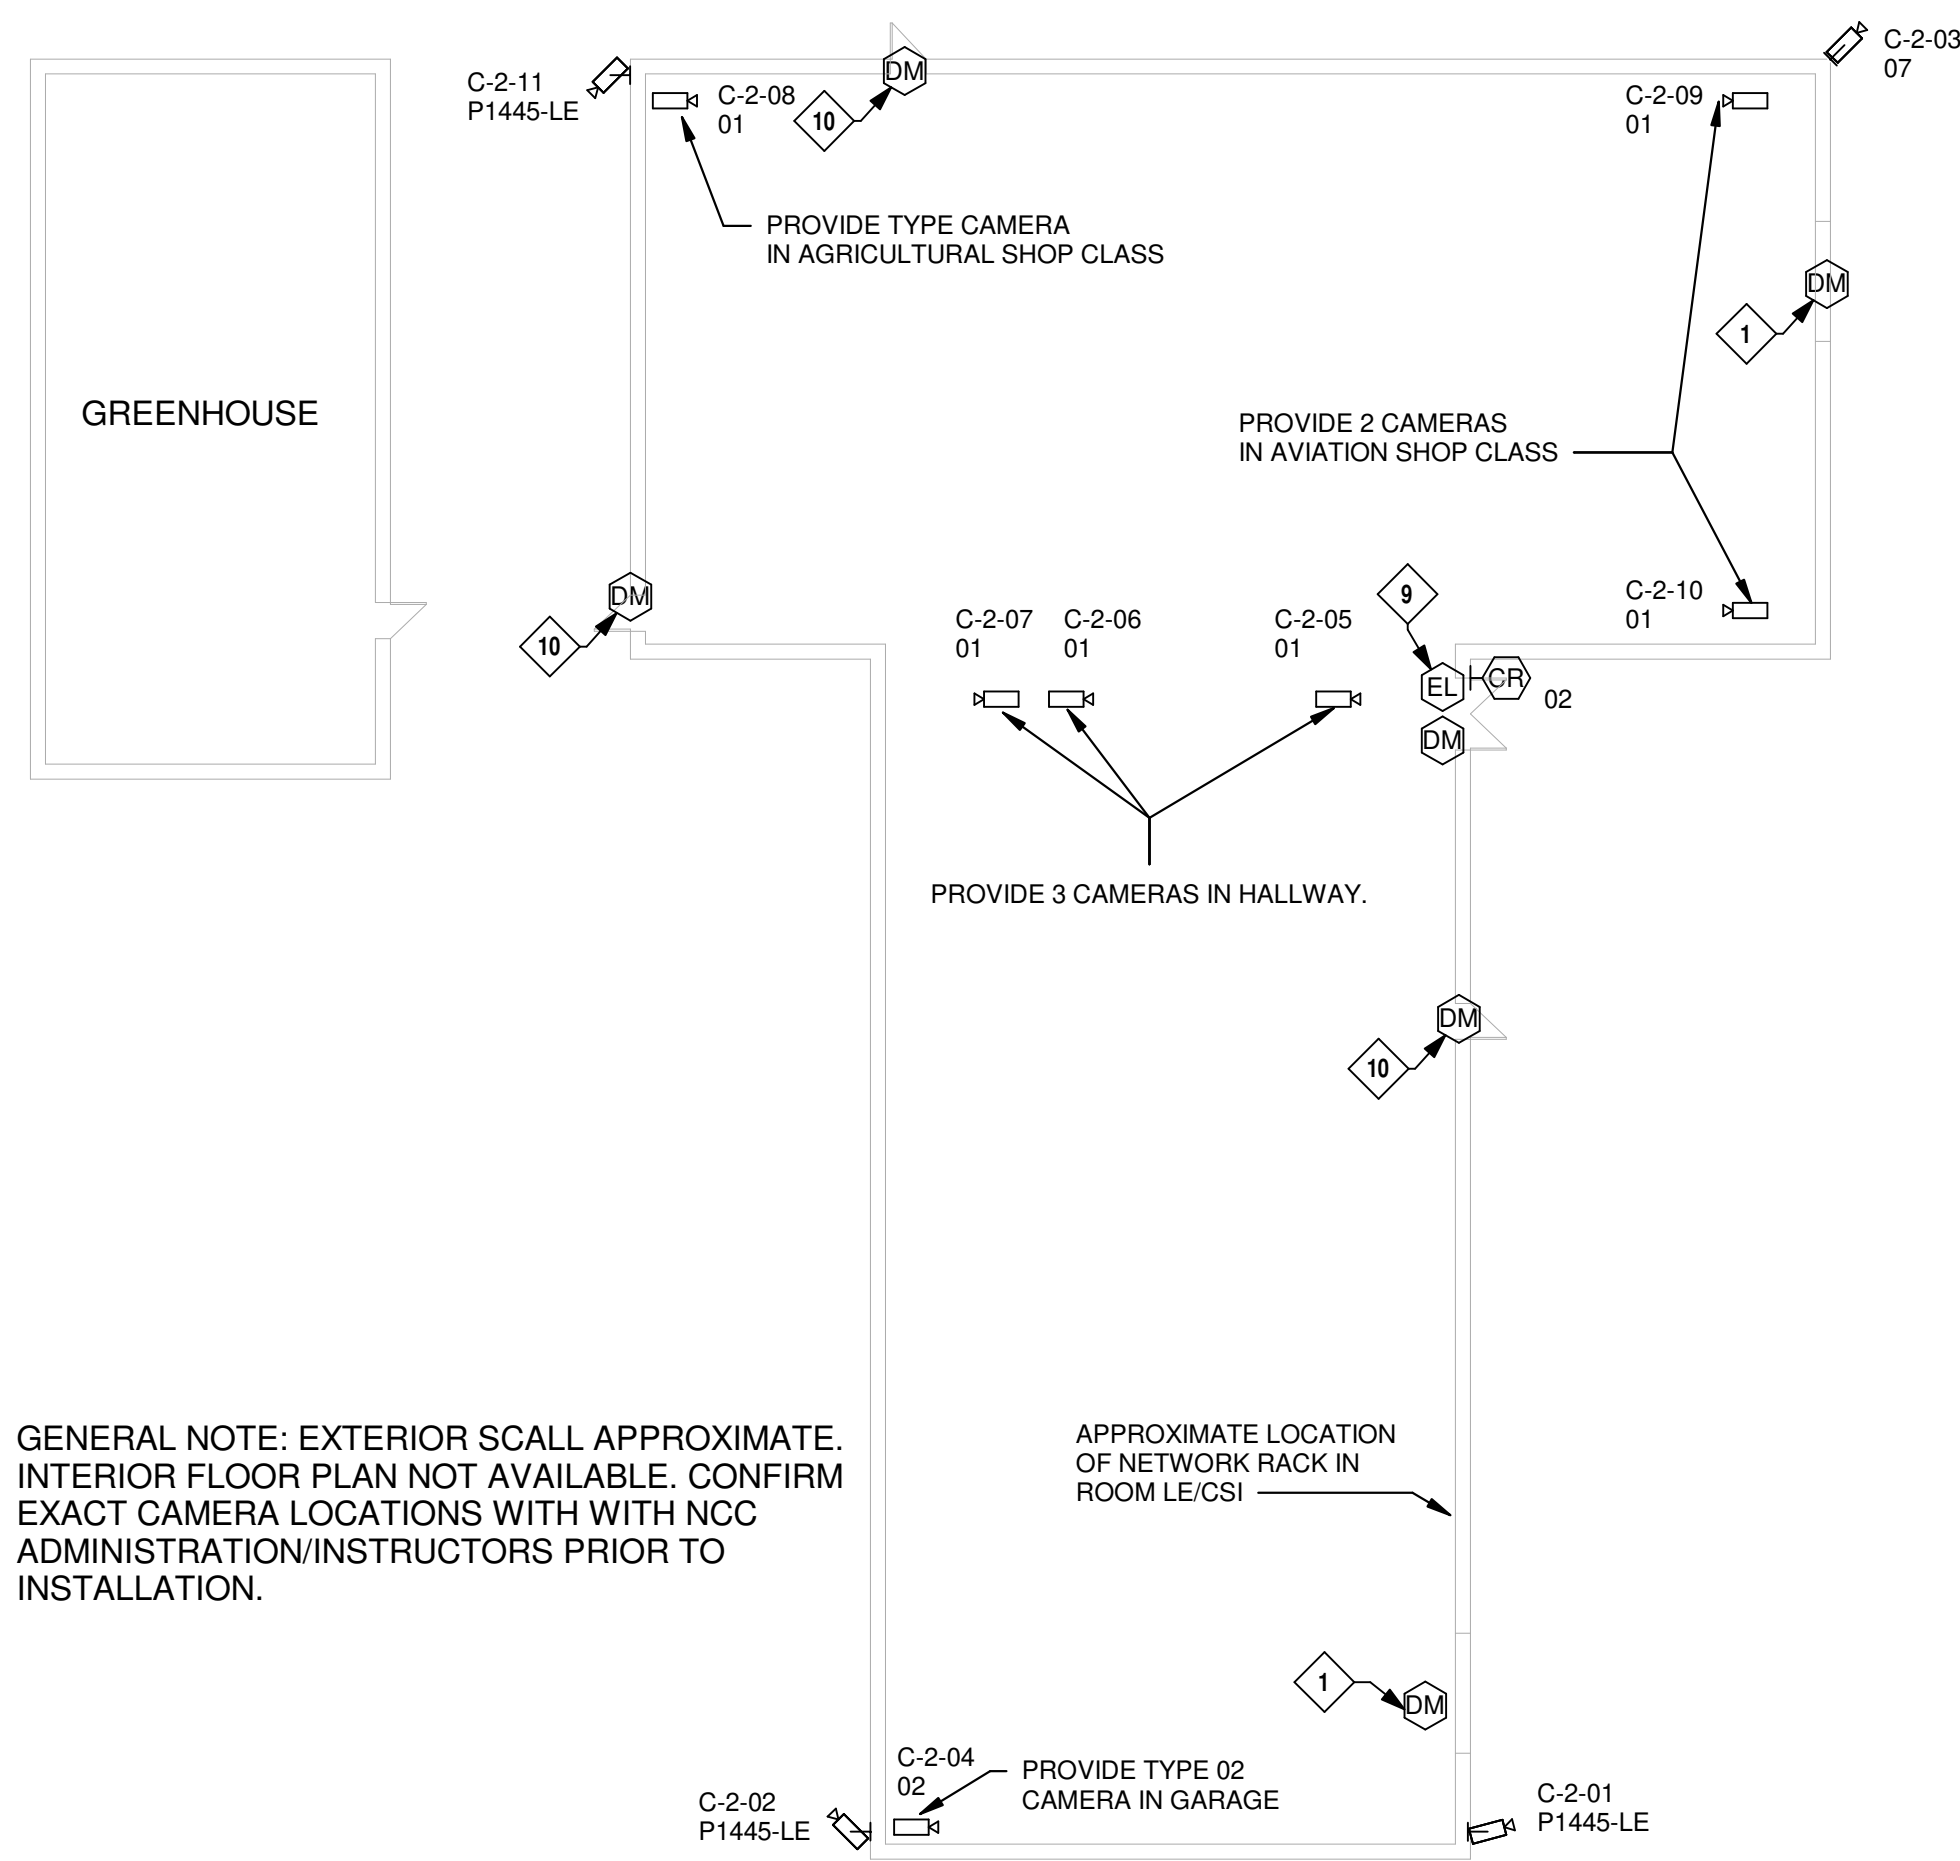 C-2-03
07
C-2-11
P1445-LE
DM
C-2-08
01
10
C-2-09
01
PROVIDE TYPE CAMERA
IN AGRICULTURAL SHOP CLASS
DM
1
GREENHOUSE
PROVIDE 2 CAMERAS
IN AVIATION SHOP CLASS
DM
10
C-2-07
01
C-2-06
01
C-2-05
01
9
C-2-10
01
EL
CR
02
DM
PROVIDE 3 CAMERAS IN HALLWAY.
DM
10
GENERAL NOTE: EXTERIOR SCALL APPROXIMATE.
INTERIOR FLOOR PLAN NOT AVAILABLE. CONFIRM
EXACT CAMERA LOCATIONS WITH WITH NCC
ADMINISTRATION/INSTRUCTORS PRIOR TO
INSTALLATION.
APPROXIMATE LOCATION
OF NETWORK RACK IN
ROOM LE/CSI
1
DM
C-2-04
02
PROVIDE TYPE 02
CAMERA IN GARAGE
C-2-02
P1445-LE
C-2-01
P1445-LE